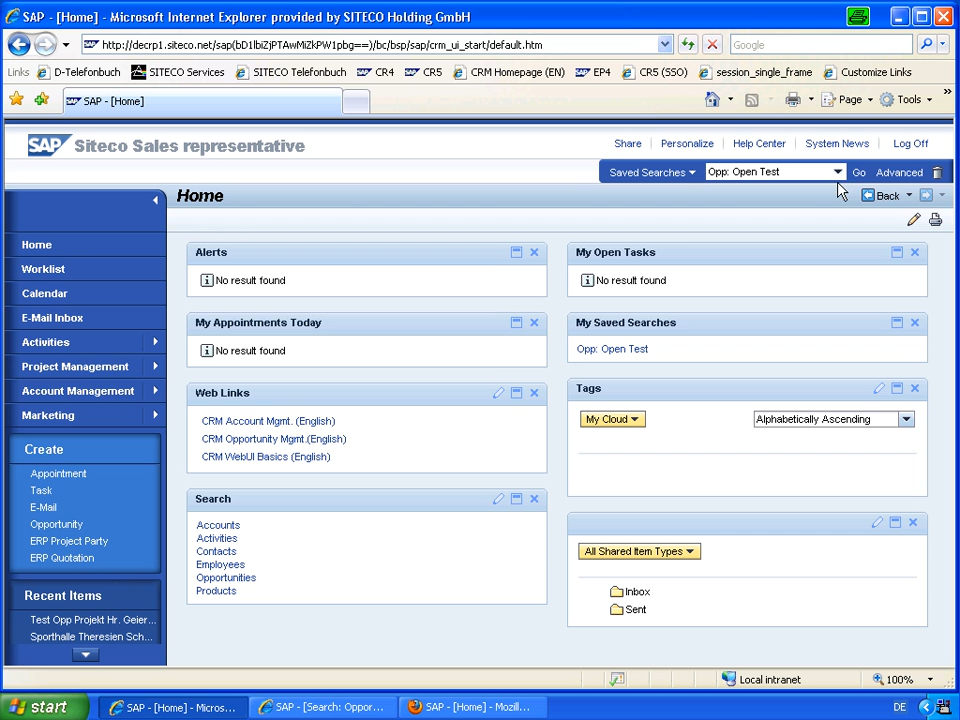 SAP - [Home] - Microsoft Internet Explorer provided by SITECO Holding GmbH
http://decrp1.siteco.net/sap(bD1lbiZjPTAwMiZkPW1pbg==)/bc/bsp/sap/crm_ui_start/default.htm
Google
Links D-Telefonbuch SITECO Services SITECO Telefonbuch CR4 CR5 CRM Homepage (EN) EP4 CR5 (SSO) session_single_frame Customize Links
SAP - [Home]
Page Tools
SAP Siteco Sales representative
Share Personalize Help Center System News Log Off
Saved Searches Opp: Open Test Go Advanced
Home
Back
Home
Worklist
Calendar
E-Mail Inbox
Activities
Project Management
Account Management
Marketing
Create
Appointment
Task
E-Mail
Opportunity
ERP Project Party
ERP Quotation
Recent Items
Test Opp Projekt Hr. Geier...
Sporthalle Theresien Sch...
Alerts
No result found
My Appointments Today
No result found
Web Links
CRM Account Mgmt. (English)
CRM Opportunity Mgmt.(English)
CRM WebUI Basics (English)
Search
Accounts
Activities
Contacts
Employees
Opportunities
Products
My Open Tasks
No result found
My Saved Searches
Opp: Open Test
Tags
My Cloud Alphabetically Ascending
All Shared Item Types
Inbox
Sent
Local intranet 100%
start SAP - [Home] - Micros... SAP - [Search: Oppor... SAP - [Home] - Mozill... DE